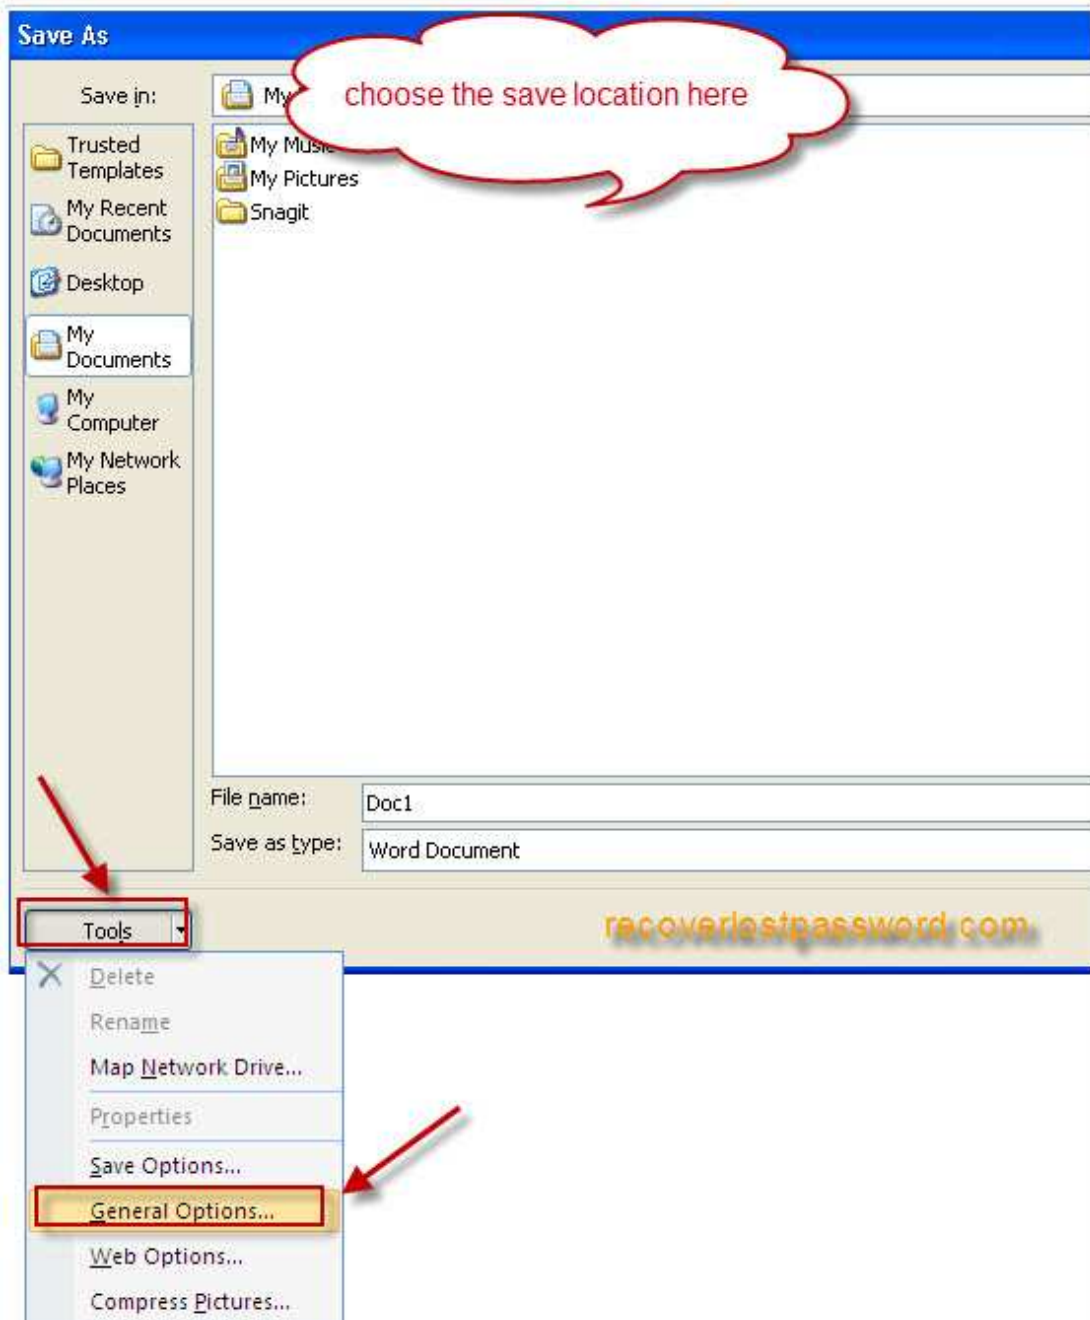 Save As
Save in:
My
choose the save location here
Trusted
Templates
My Recent
Documents
Desktop
My
Documents
My
Computer
My Network
Places
My Music
My Pictures
Snagit
File name:
Doc1
Save as type:
Word Document
Tools
recoverlostpassword.com
Delete
Rename
Map Network Drive...
Properties
Save Options...
General Options...
Web Options...
Compress Pictures...